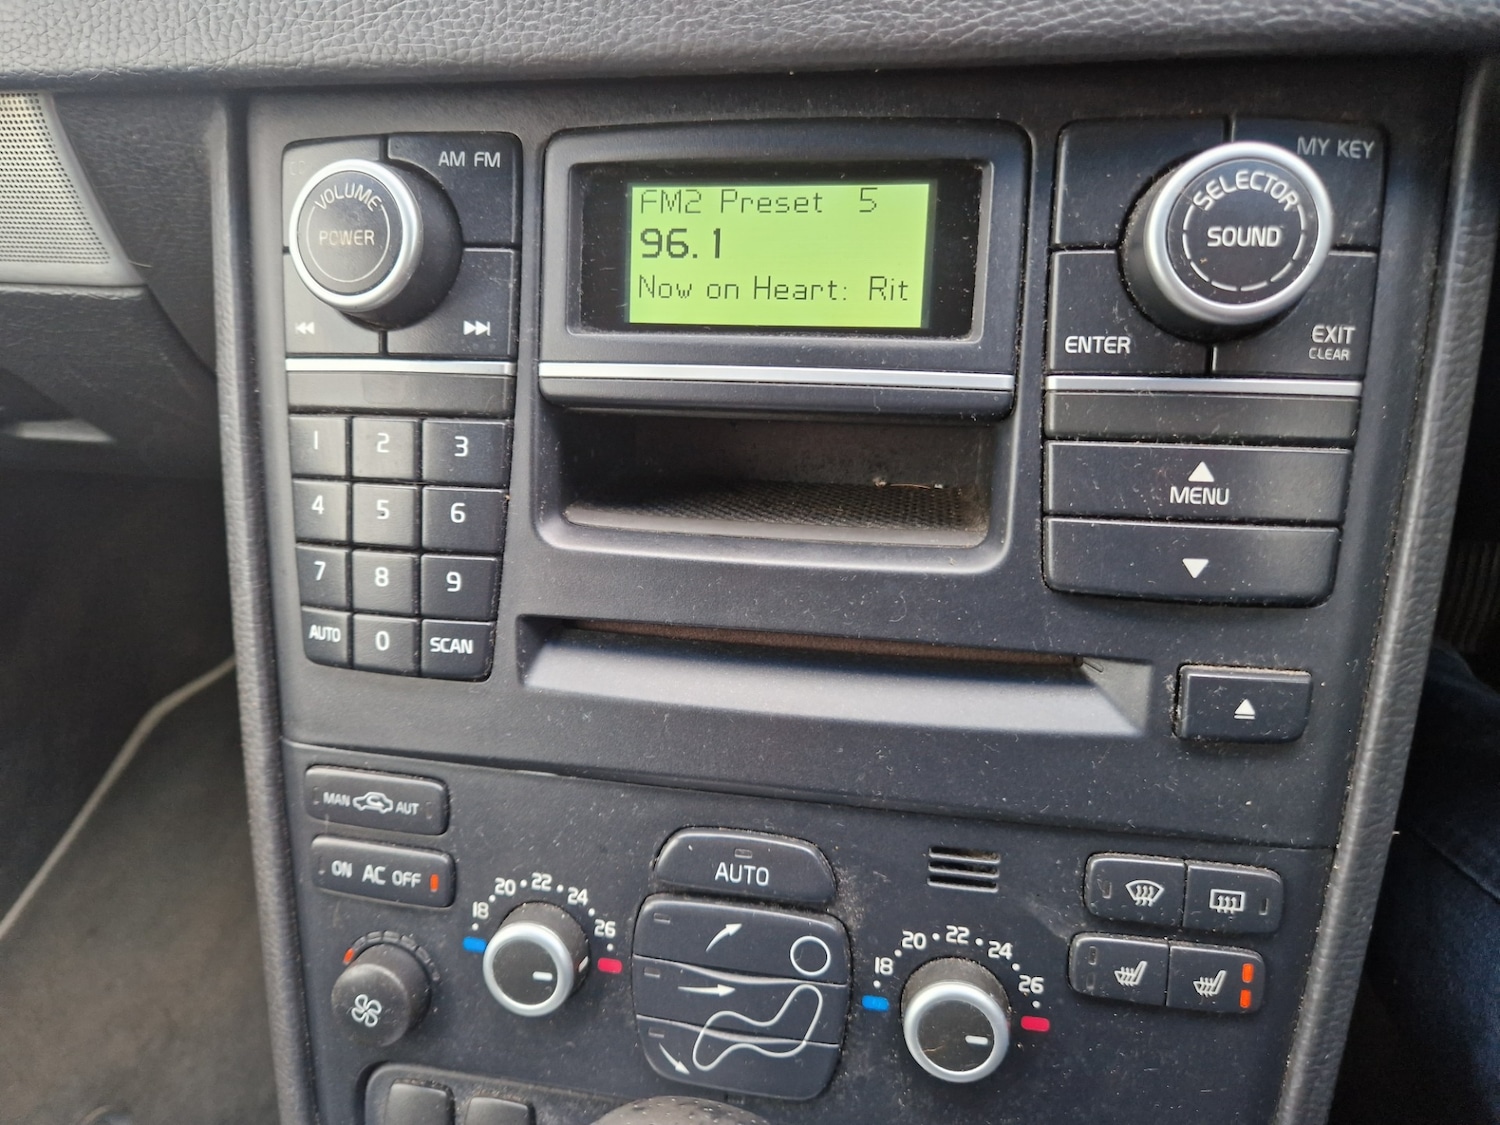 AM FM
VOLUME
POWER
FM2 Preset 5
96.1
Now on Heart: Rit
MY KEY
SELECTOR
SOUND
ENTER
EXIT
CLEAR
1 2 3
4 5 6
7 8 9
AUTO 0 SCAN
MENU
MAN AUT
ON AC OFF
18 20 22 24 26
AUTO
18 20 22 24 26